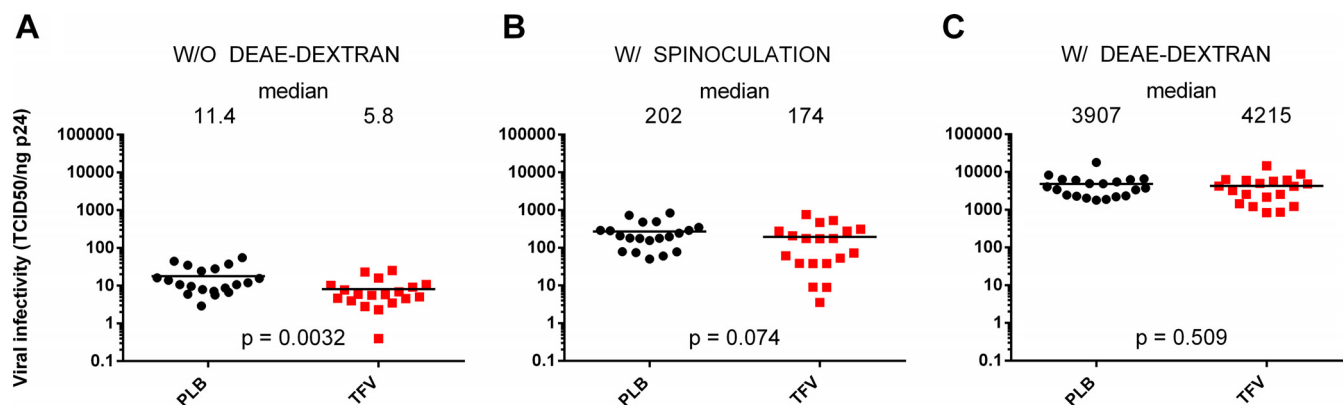 A
W/O DEAE-DEXTRAN
median
11.4 5.8
Viral infectivity (TCID50/ng p24)
100000
10000
1000
100
10
1
0.1
p = 0.0032
PLB TFV
B
W/ SPINOCULATION
median
202 174
100000
10000
1000
100
10
1
0.1
p = 0.074
PLB TFV
C
W/ DEAE-DEXTRAN
median
3907 4215
100000
10000
1000
100
10
1
0.1
p = 0.509
PLB TFV